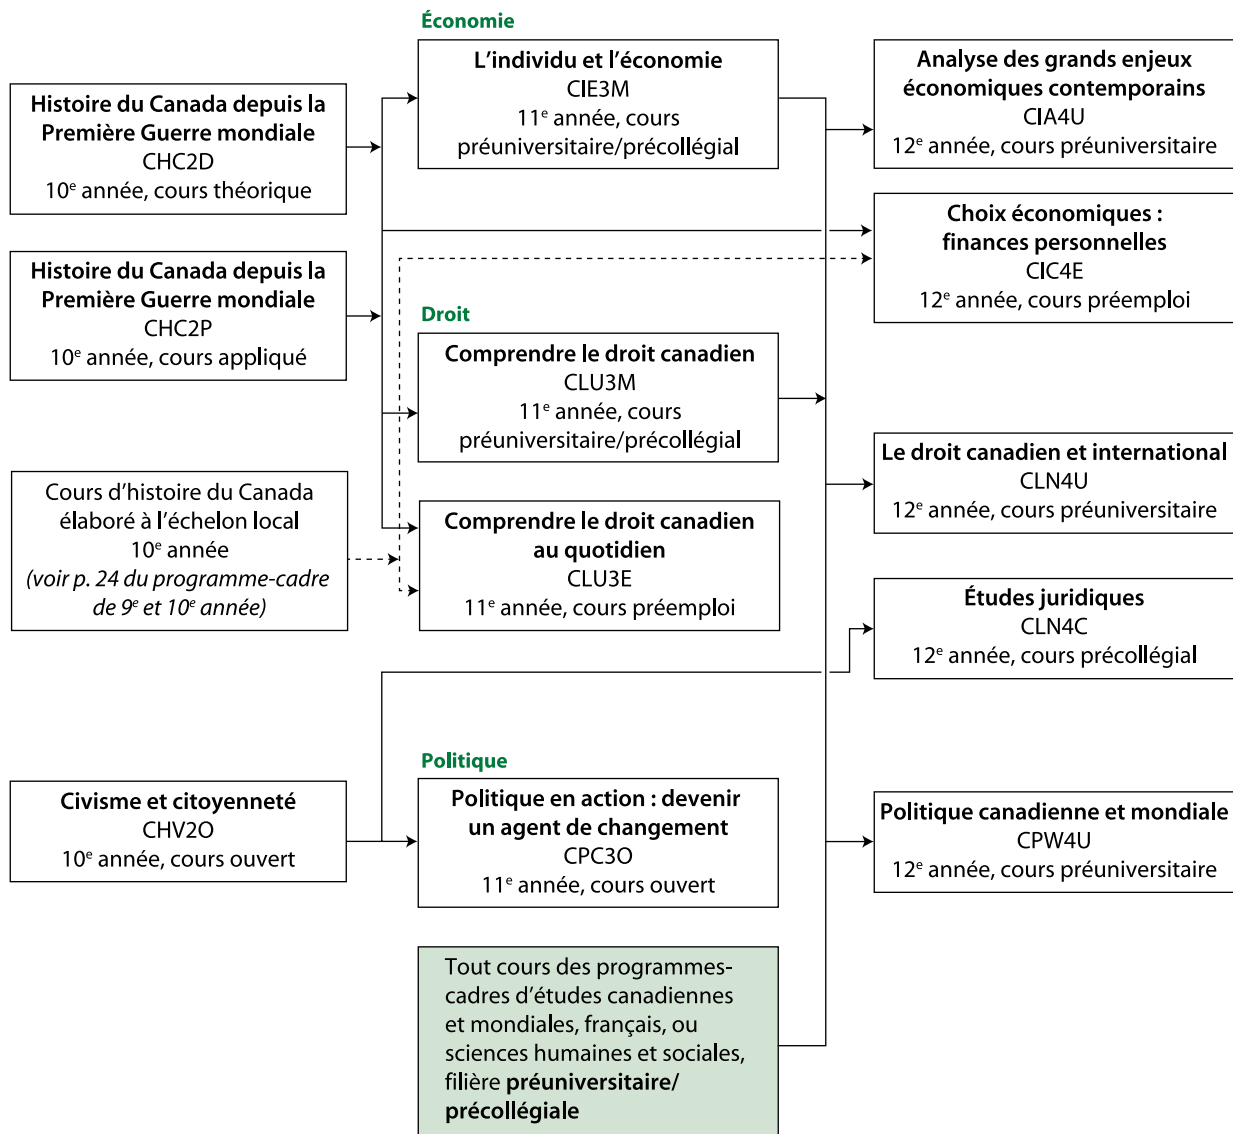 Économie
Histoire du Canada depuis la
Première Guerre mondiale
CHC2D
10e année, cours théorique
L’individu et l’économie
CIE3M
11e année, cours
préuniversitaire/précollégial
Analyse des grands enjeux
économiques contemporains
CIA4U
12e année, cours préuniversitaire
Choix économiques :
finances personnelles
CIC4E
12e année, cours préemploi
Histoire du Canada depuis la
Première Guerre mondiale
CHC2P
10e année, cours appliqué
Droit
Comprendre le droit canadien
CLU3M
11e année, cours
préuniversitaire/précollégial
Le droit canadien et international
CLN4U
12e année, cours préuniversitaire
Cours d’histoire du Canada
élaboré à l’échelon local
10e année
(voir p. 24 du programme-cadre
de 9e et 10e année)
Comprendre le droit canadien
au quotidien
CLU3E
11e année, cours préemploi
Études juridiques
CLN4C
12e année, cours précollégial
Politique
Civisme et citoyenneté
CHV2O
10e année, cours ouvert
Politique en action : devenir
un agent de changement
CPC3O
11e année, cours ouvert
Politique canadienne et mondiale
CPW4U
12e année, cours préuniversitaire
Tout cours des programmes-
cadres d’études canadiennes
et mondiales, français, ou
sciences humaines et sociales,
filière préuniversitaire/
précollégiale